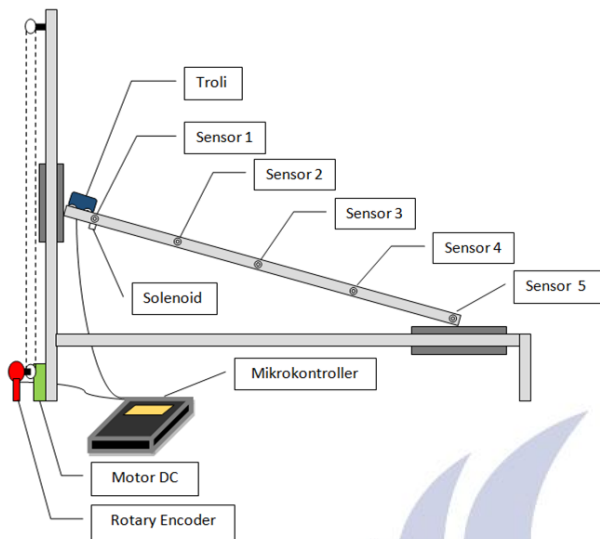 Troli
Sensor 1
Sensor 2
Sensor 3
Sensor 4
Sensor 5
Solenoid
Mikrokontroller
Motor DC
Rotary Encoder